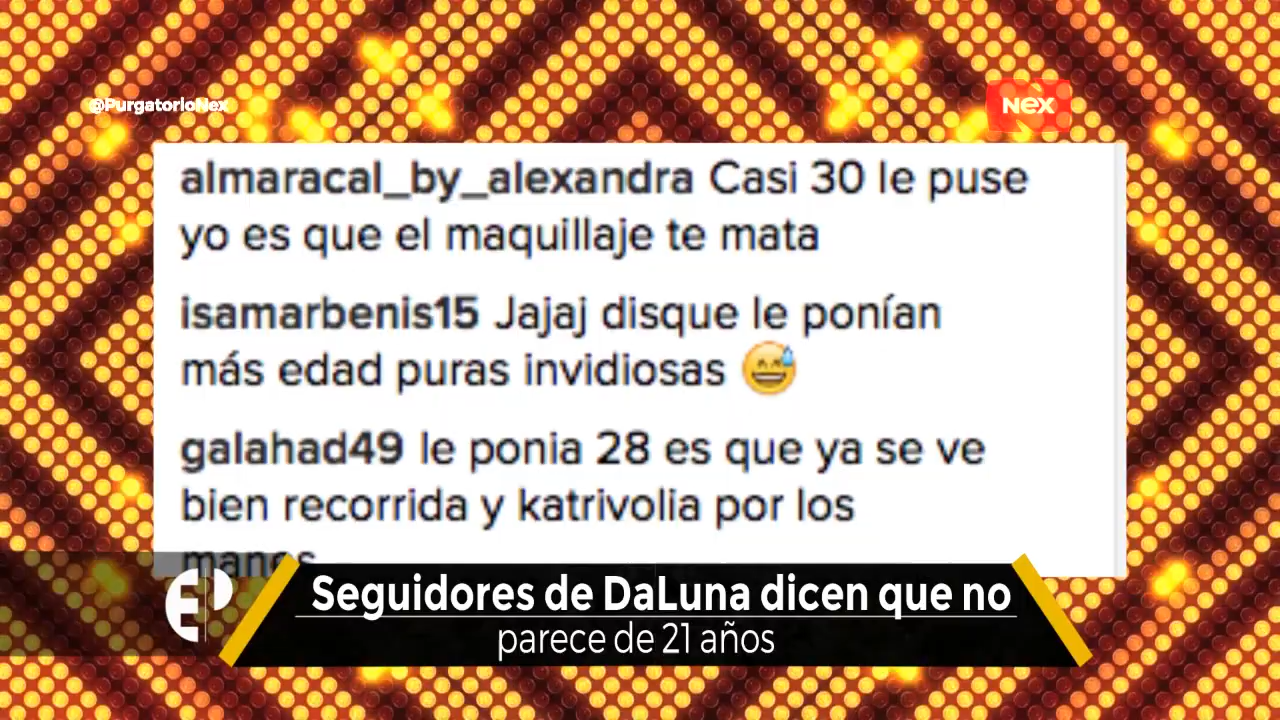 @PurgatorioNex
nex
almaracal_by_alexandra Casi 30 le puse
yo es que el maquillaje te mata
isamarbenis15 Jajaj disque le ponían
más edad puras invidiosas
galahad49 le ponia 28 es que ya se ve
bien recorrida y katrivolia por los
manes
EP
Seguidores de DaLuna dicen que no
parece de 21 años